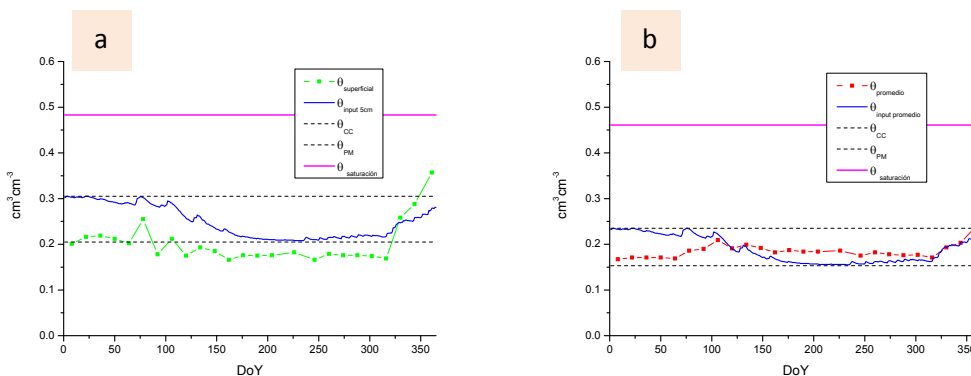 a
0.6
0.5
0.4
0.3
0.2
0.1
0.0
cm³cm⁻³
0
50
100
150
200
250
300
350
DoY
θsuperficial
θinput 5cm
θCC
θPM
θsaturación
b
0.6
0.5
0.4
0.3
0.2
0.1
0.0
cm³cm⁻³
0
50
100
150
200
250
300
350
DoY
θpromedio
θinput promedio
θCC
θPM
θsaturación